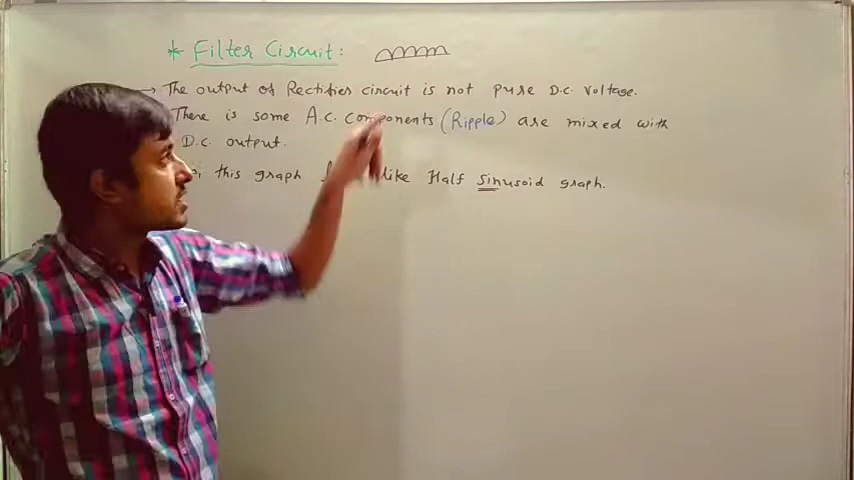 * Filter Circuit:
→ The output of Rectifier circuit is not pure D.C. Voltage.
There is some A.C. Components (Ripple) are mixed with
D.C. output.
this graph like Half sinusoid graph.